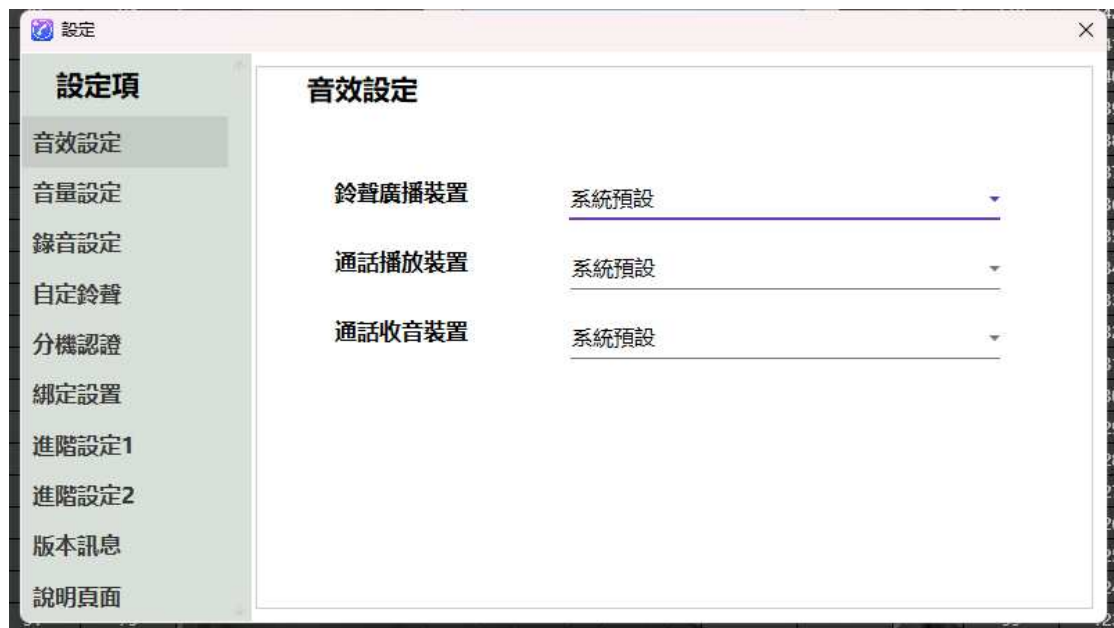 設定
設定項
音效設定
音量設定
錄音設定
自定鈴聲
分機認證
綁定設置
進階設定1
進階設定2
版本訊息
說明頁面
音效設定
鈴聲廣播裝置 系統預設
通話播放裝置 系統預設
通話收音裝置 系統預設